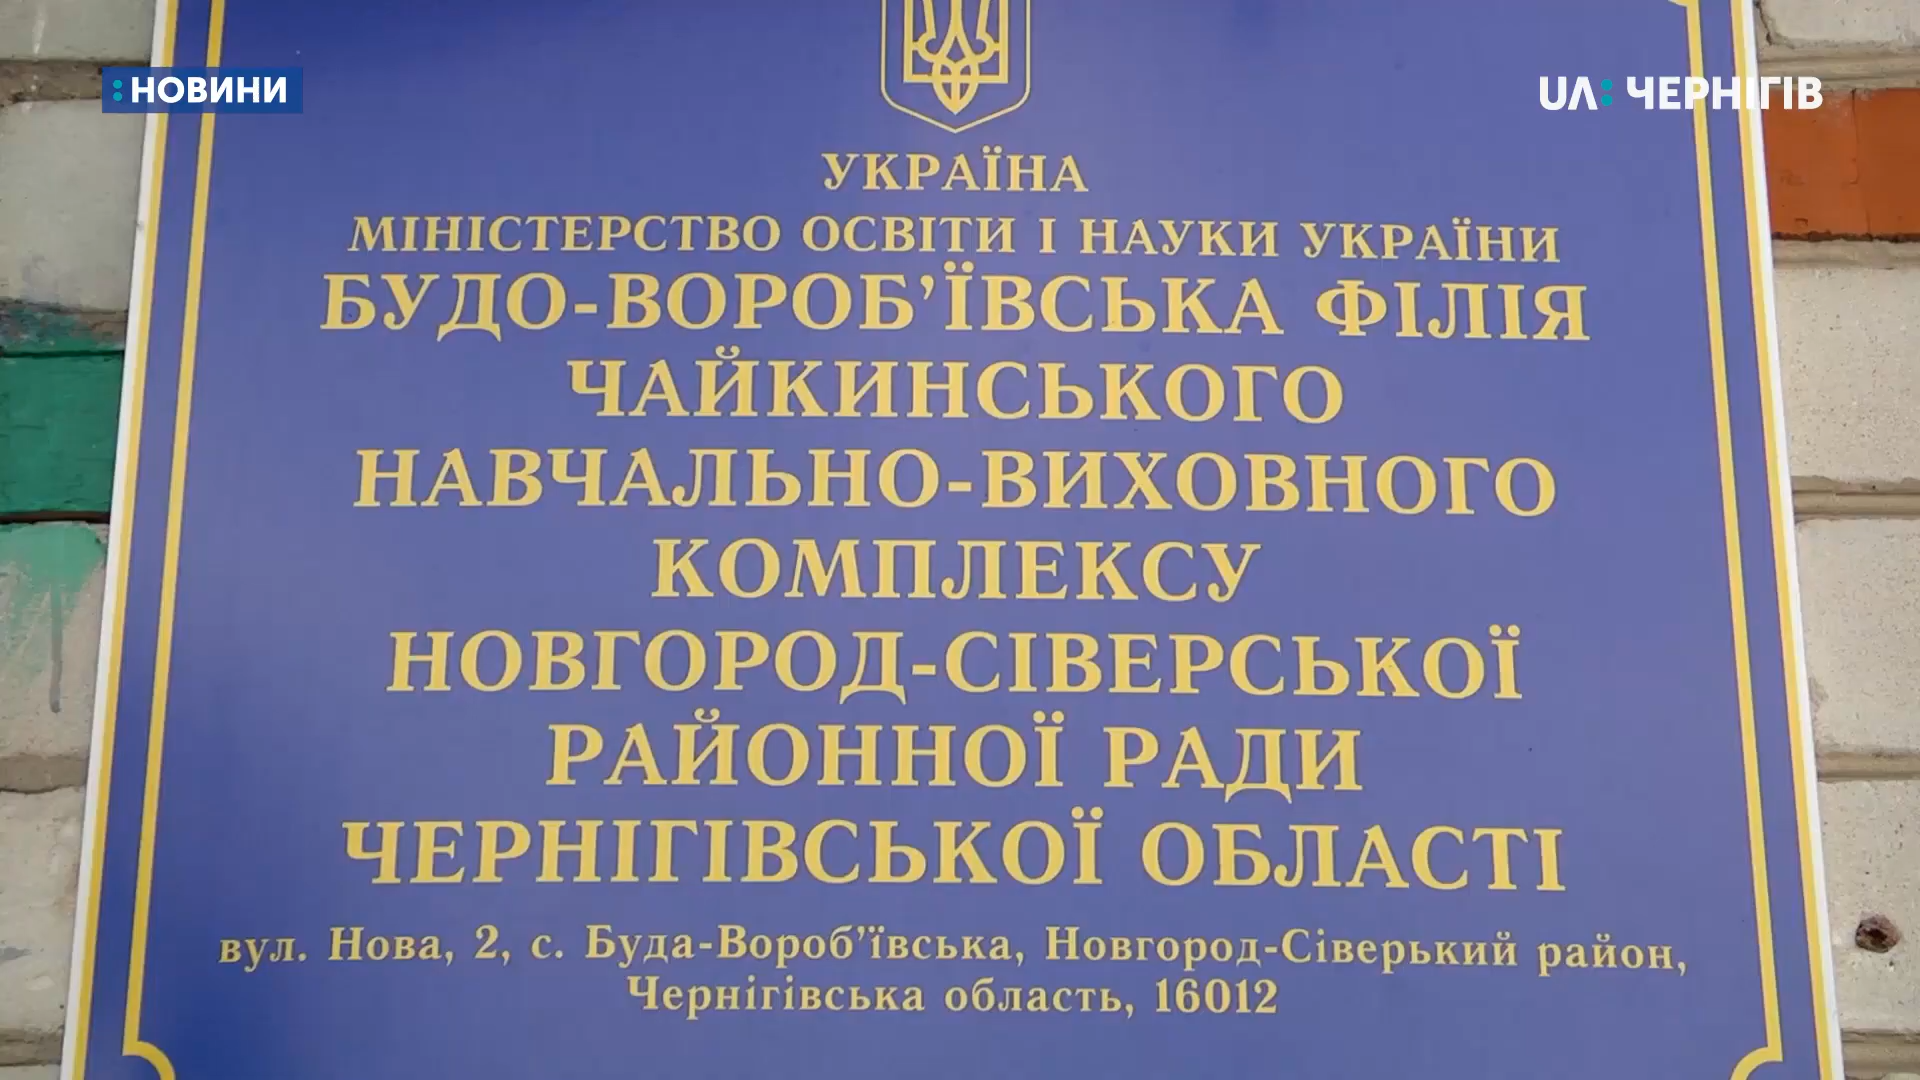 :НОВИНИ
UA: ЧЕРНІГІВ
УКРАЇНА
МІНІСТЕРСТВО ОСВІТИ І НАУКИ УКРАЇНИ
БУДО-ВОРОБ’ЇВСЬКА ФІЛІЯ
ЧАЙКИНСЬКОГО
НАВЧАЛЬНО-ВИХОВНОГО
КОМПЛЕКСУ
НОВГОРОД-СІВЕРСЬКОЇ
РАЙОННОЇ РАДИ
ЧЕРНІГІВСЬКОЇ ОБЛАСТІ
вул. Нова, 2, с. Буда-Вороб’ївська, Новгород-Сіверький район,
Чернігівська область, 16012